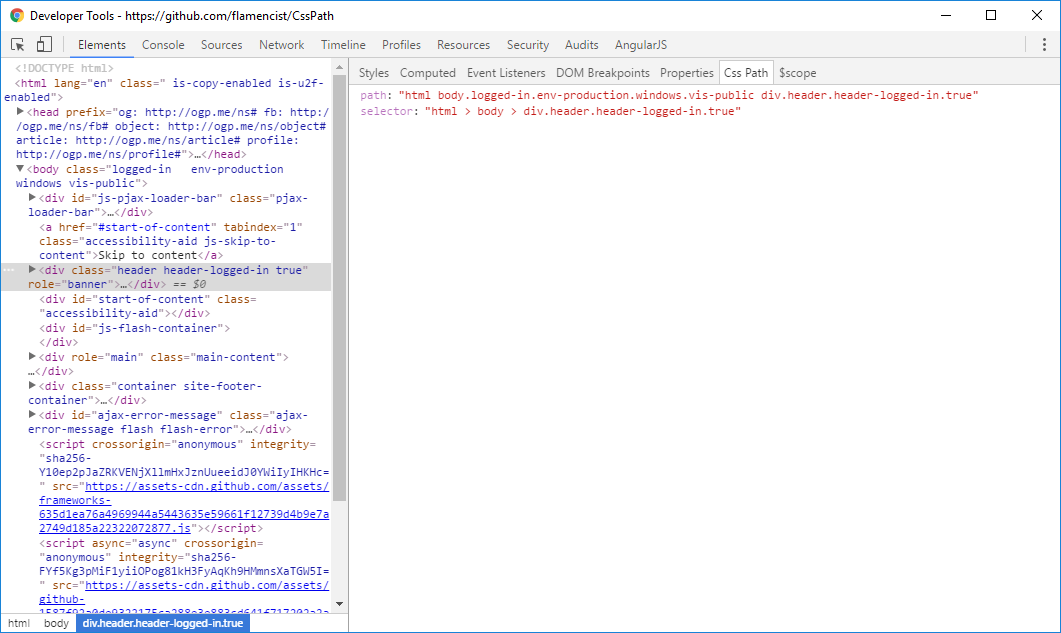 Developer Tools - https://github.com/flamencist/CssPath
Elements Console Sources Network Timeline Profiles Resources Security Audits AngularJS
<!DOCTYPE html>
<html lang="en" class=" is-copy-enabled is-u2f-
enabled">
<head prefix="og: http://ogp.me/ns# fb: http:/
/ogp.me/ns/fb# object: http://ogp.me/ns/object#
article: http://ogp.me/ns/article# profile:
http://ogp.me/ns/profile#">…</head>
<body class="logged-in   env-production
windows vis-public">
<div id="js-pjax-loader-bar" class="pjax-
loader-bar">…</div>
<a href="#start-of-content" tabindex="1"
class="accessibility-aid js-skip-to-
content">Skip to content</a>
<div class="header header-logged-in true"
role="banner">…</div> == $0
<div id="start-of-content" class=
"accessibility-aid"></div>
<div id="js-flash-container">
</div>
<div role="main" class="main-content">
…</div>
<div class="container site-footer-
container">…</div>
<div id="ajax-error-message" class="ajax-
error-message flash flash-error">…</div>
<script crossorigin="anonymous" integrity=
"sha256-
Y10ep2pJaZRKVENjXllmHxJznUueeidJ0YWiIyIHKHc=
" src="https://assets-cdn.github.com/assets/
frameworks-
635d1ea76a4969944a5443635e59661f12739d4b9e7a
2749d185a22322072877.js"></script>
<script async="async" crossorigin=
"anonymous" integrity="sha256-
FYf5Kg3pMiF1yiiOPog81kH3FyAqKh9HMmnsXaTGW5I=
" src="https://assets-cdn.github.com/assets/
github-
html body div.header.header-logged-in.true
Styles Computed Event Listeners DOM Breakpoints Properties Css Path $scope
path: "html body.logged-in.env-production.windows.vis-public div.header.header-logged-in.true"
selector: "html > body > div.header.header-logged-in.true"